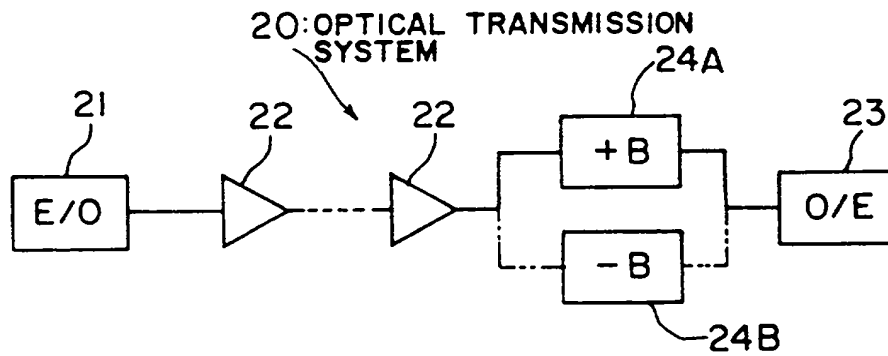 20:OPTICAL TRANSMISSION
SYSTEM
24A
21
22
22
+B
23
E/O
O/E
-B
24B